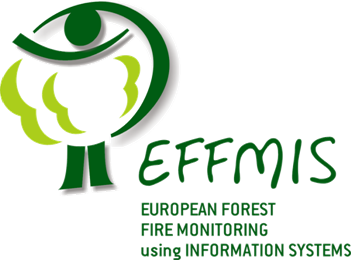 EFFMIS
EUROPEAN FOREST
FIRE MONITORING
using INFORMATION SYSTEMS